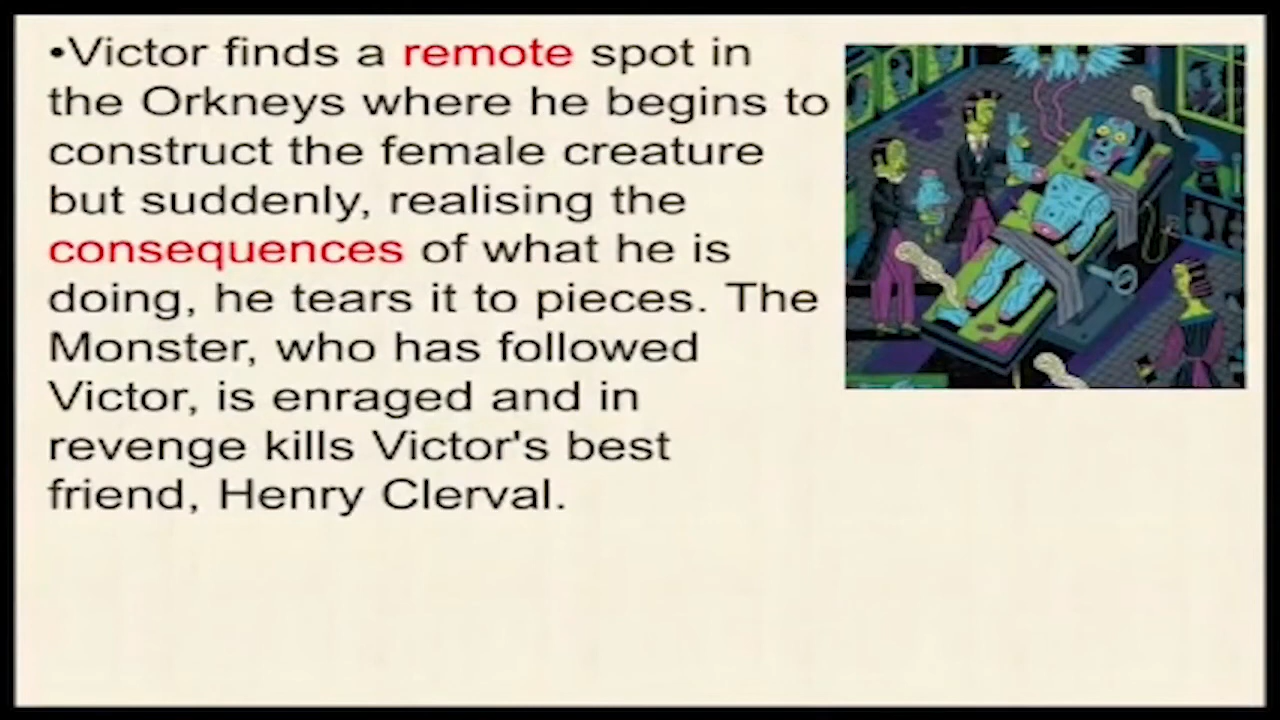 •Victor finds a remote spot in
the Orkneys where he begins to
construct the female creature
but suddenly, realising the
consequences of what he is
doing, he tears it to pieces. The
Monster, who has followed
Victor, is enraged and in
revenge kills Victor's best
friend, Henry Clerval.